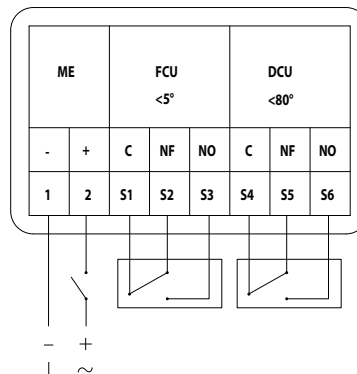 ME FCU DCU
<5° <80°
- + C NF NO C NF NO
1 2 S1 S2 S3 S4 S5 S6
– +
| ~